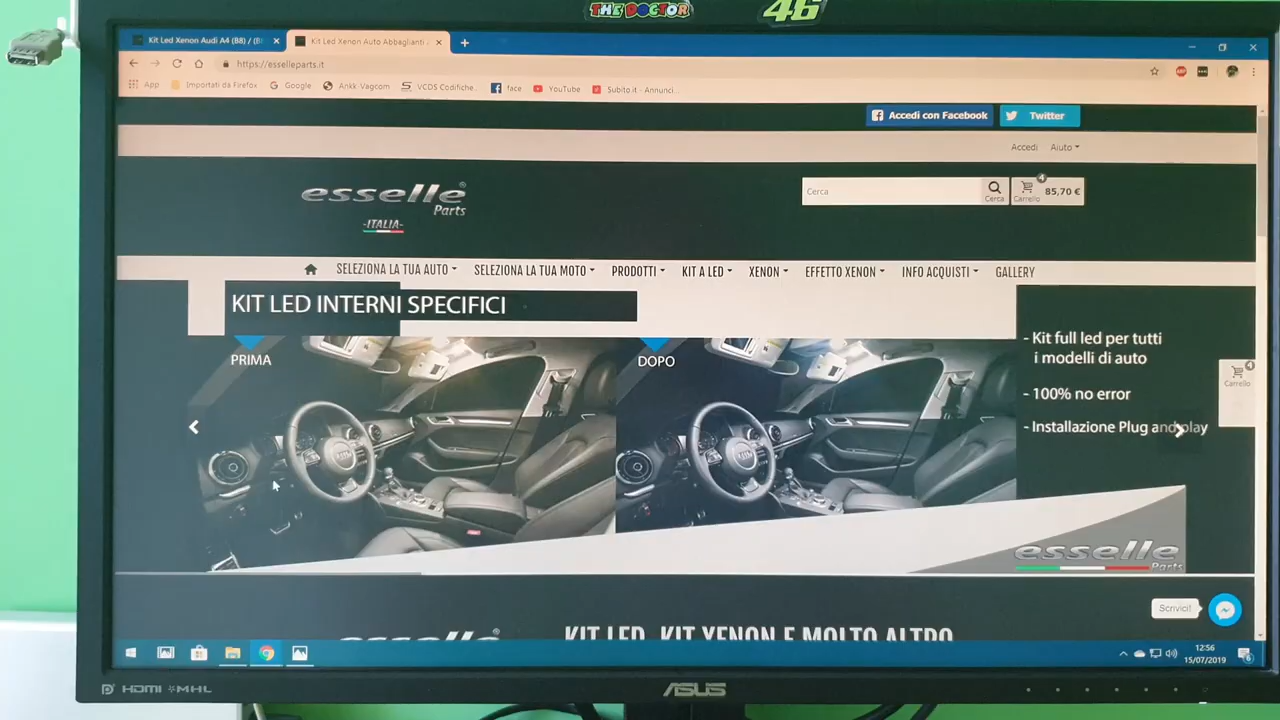 THE DOCTOR
46
Kit Led Xenon Audi A4 (B8) / (B
Kit Led Xenon Auto Abbaglianti
https://esselleparts.it
App
Importati da Firefox
Google
Ankk Vagcom
VCDS Codifiche.
face
YouTube
Subito.it - Annunci...
Accedi con Facebook
Twitter
Accedi
Aiuto
esselle®
Parts
-ITALIA-
Cerca
Cerca
4
Carrello
85,70 €
SELEZIONA LA TUA AUTO
SELEZIONA LA TUA MOTO
PRODOTTI
KIT A LED
XENON
EFFETTO XENON
INFO ACQUISTI
GALLERY
KIT LED INTERNI SPECIFICI
PRIMA
DOPO
- Kit full led per tutti
i modelli di auto
- 100% no error
- Installazione Plug and play
4
Carrello
esselle
Parts
Scrivici!
esselle®
KIT LED, KIT XENON E MOLTO ALTRO
12:56
15/07/2019
6
HDMI
MHL
ASUS